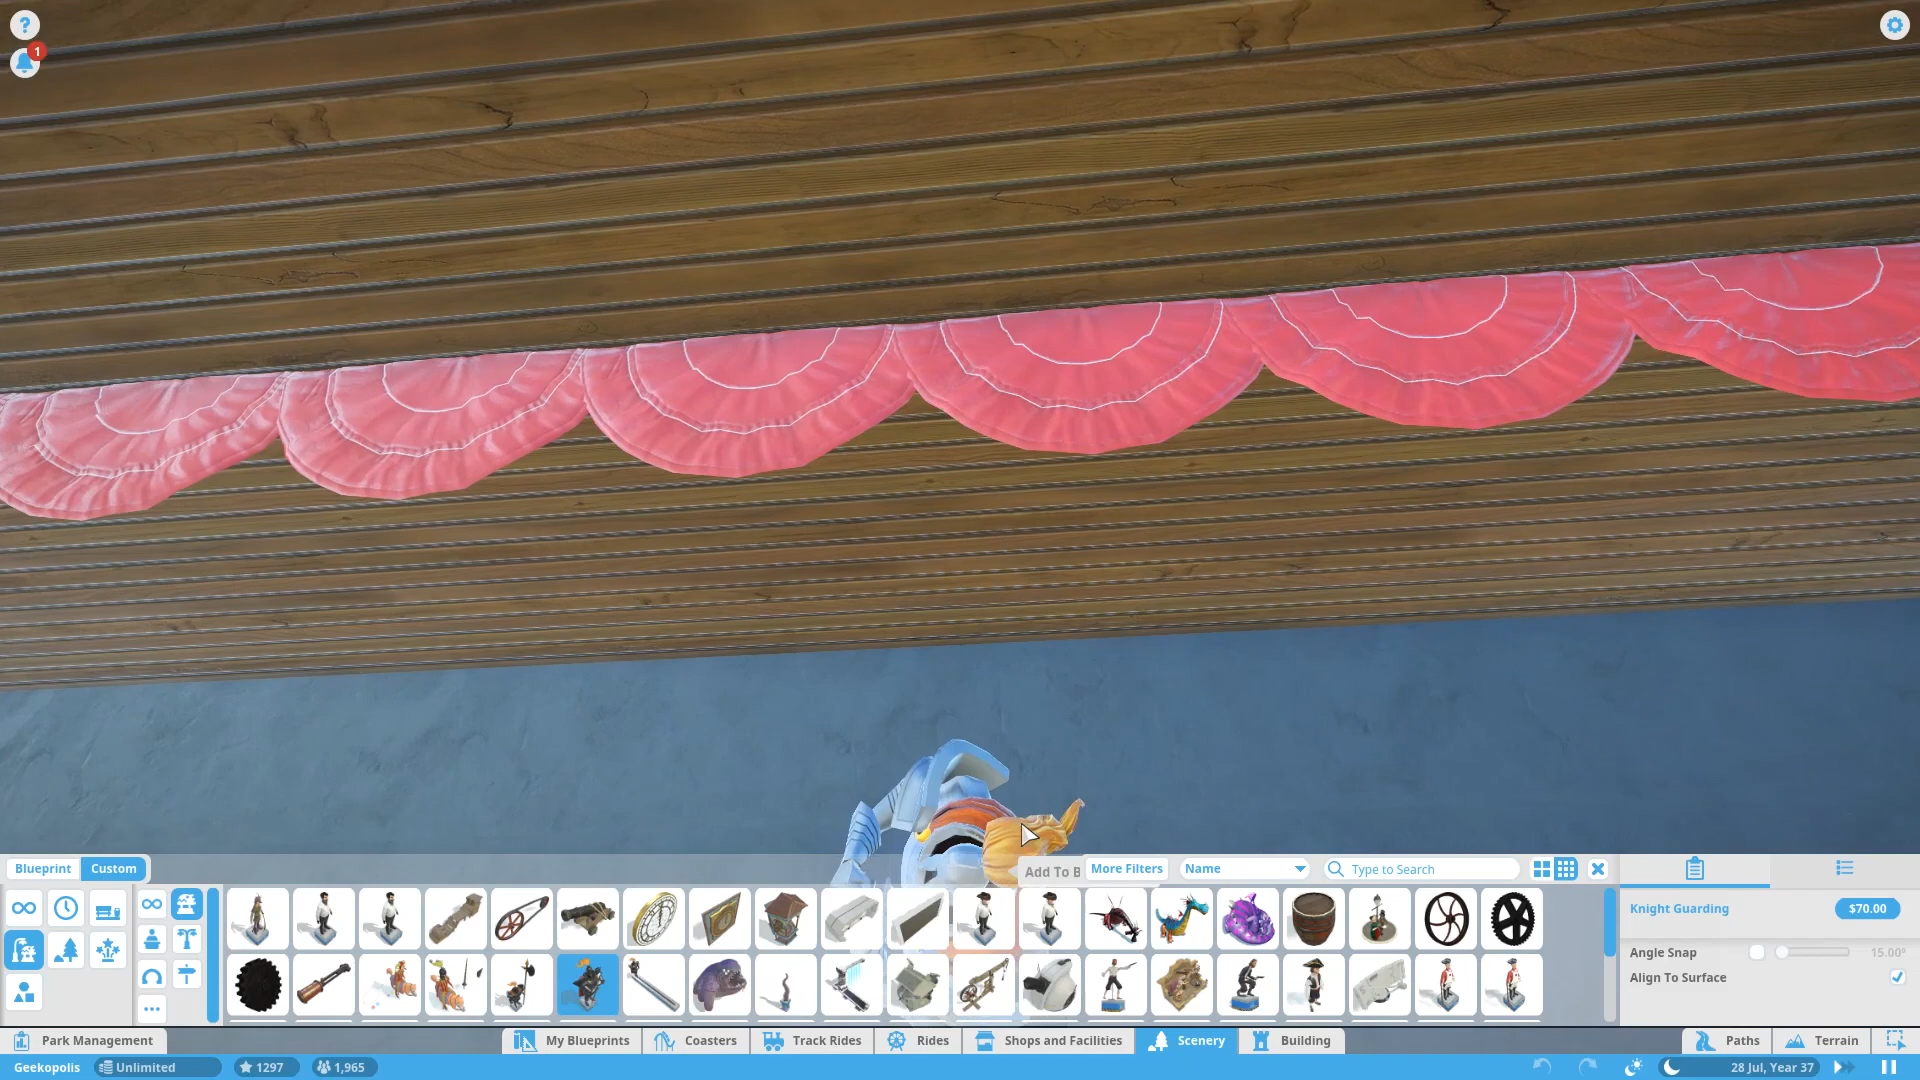 ?
1
Blueprint
Custom
Add To B
More Filters
Name
Type to Search
Knight Guarding
$70.00
Angle Snap
15.00°
Align To Surface
Park Management
My Blueprints
Coasters
Track Rides
Rides
Shops and Facilities
Scenery
Building
Paths
Terrain
Geekopolis
Unlimited
1297
1,965
28 Jul, Year 37